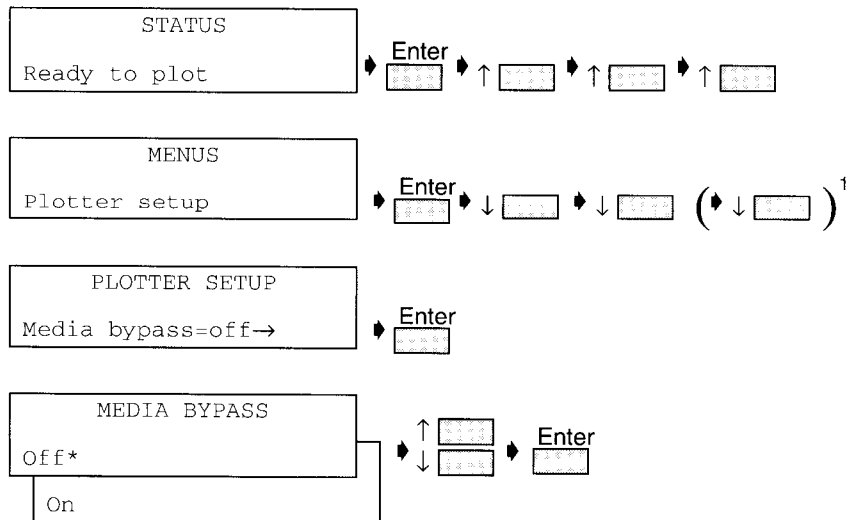 STATUS
Ready to plot
Enter
↑ ↑ ↑
MENUS
Plotter setup
Enter
↓ ↓ ( ↓ ) 1
PLOTTER SETUP
Media bypass=off→
Enter
MEDIA BYPASS
Off*
↑
↓
Enter
On